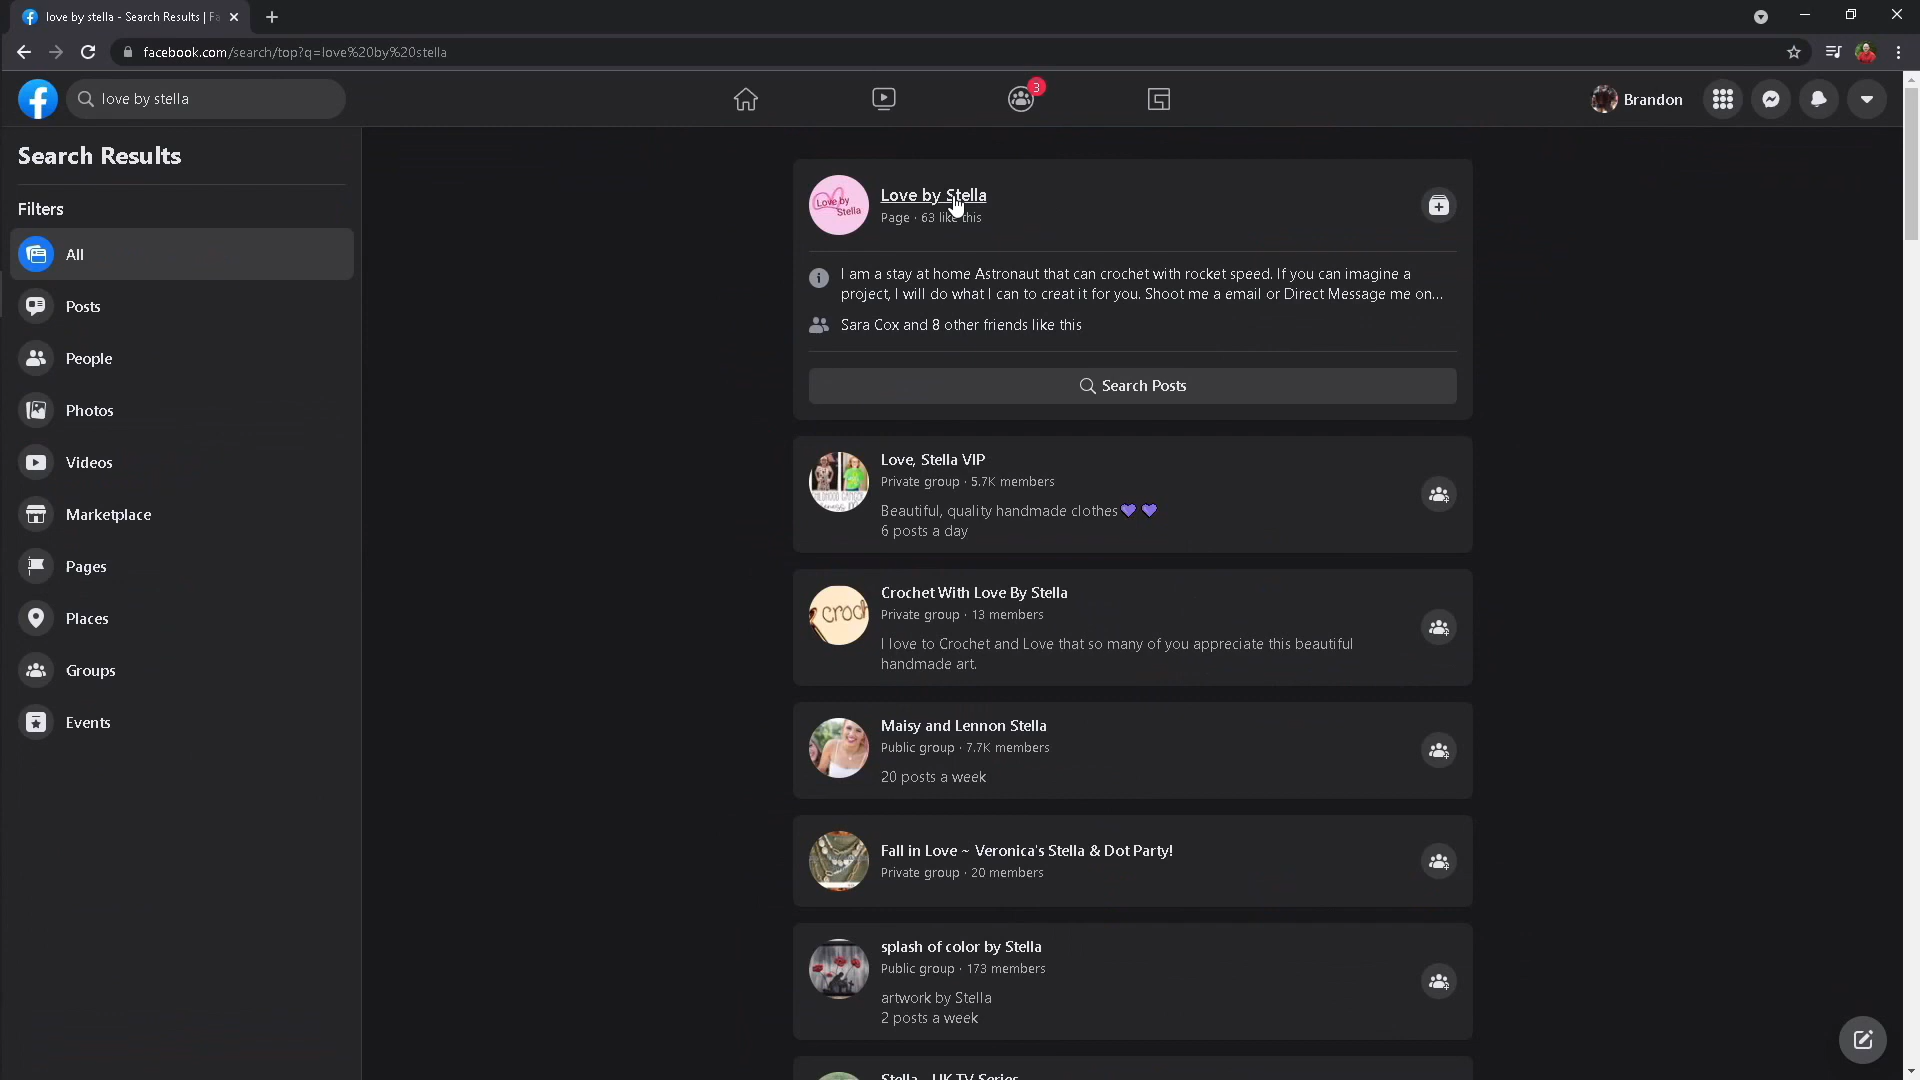 love by stella - Search Results | Fa
facebook.com/search/top?q=love%20by%20stella
love by stella
3
Brandon
Search Results
Filters
All
Posts
People
Photos
Videos
Marketplace
Pages
Places
Groups
Events
Love by
Stella
Love by Stella
Page · 63 like this
I am a stay at home Astronaut that can crochet with rocket speed. If you can imagine a
project, I will do what I can to creat it for you. Shoot me a email or Direct Message me on...
Sara Cox and 8 other friends like this
Search Posts
Love, Stella VIP
Private group · 5.7K members
Beautiful, quality handmade clothes💜 💜
6 posts a day
Crochet With Love By Stella
Private group · 13 members
I love to Crochet and Love that so many of you appreciate this beautiful
handmade art.
Maisy and Lennon Stella
Public group · 7.7K members
20 posts a week
Fall in Love ~ Veronica's Stella & Dot Party!
Private group · 20 members
splash of color by Stella
Public group · 173 members
artwork by Stella
2 posts a week
Stella - UK TV Series